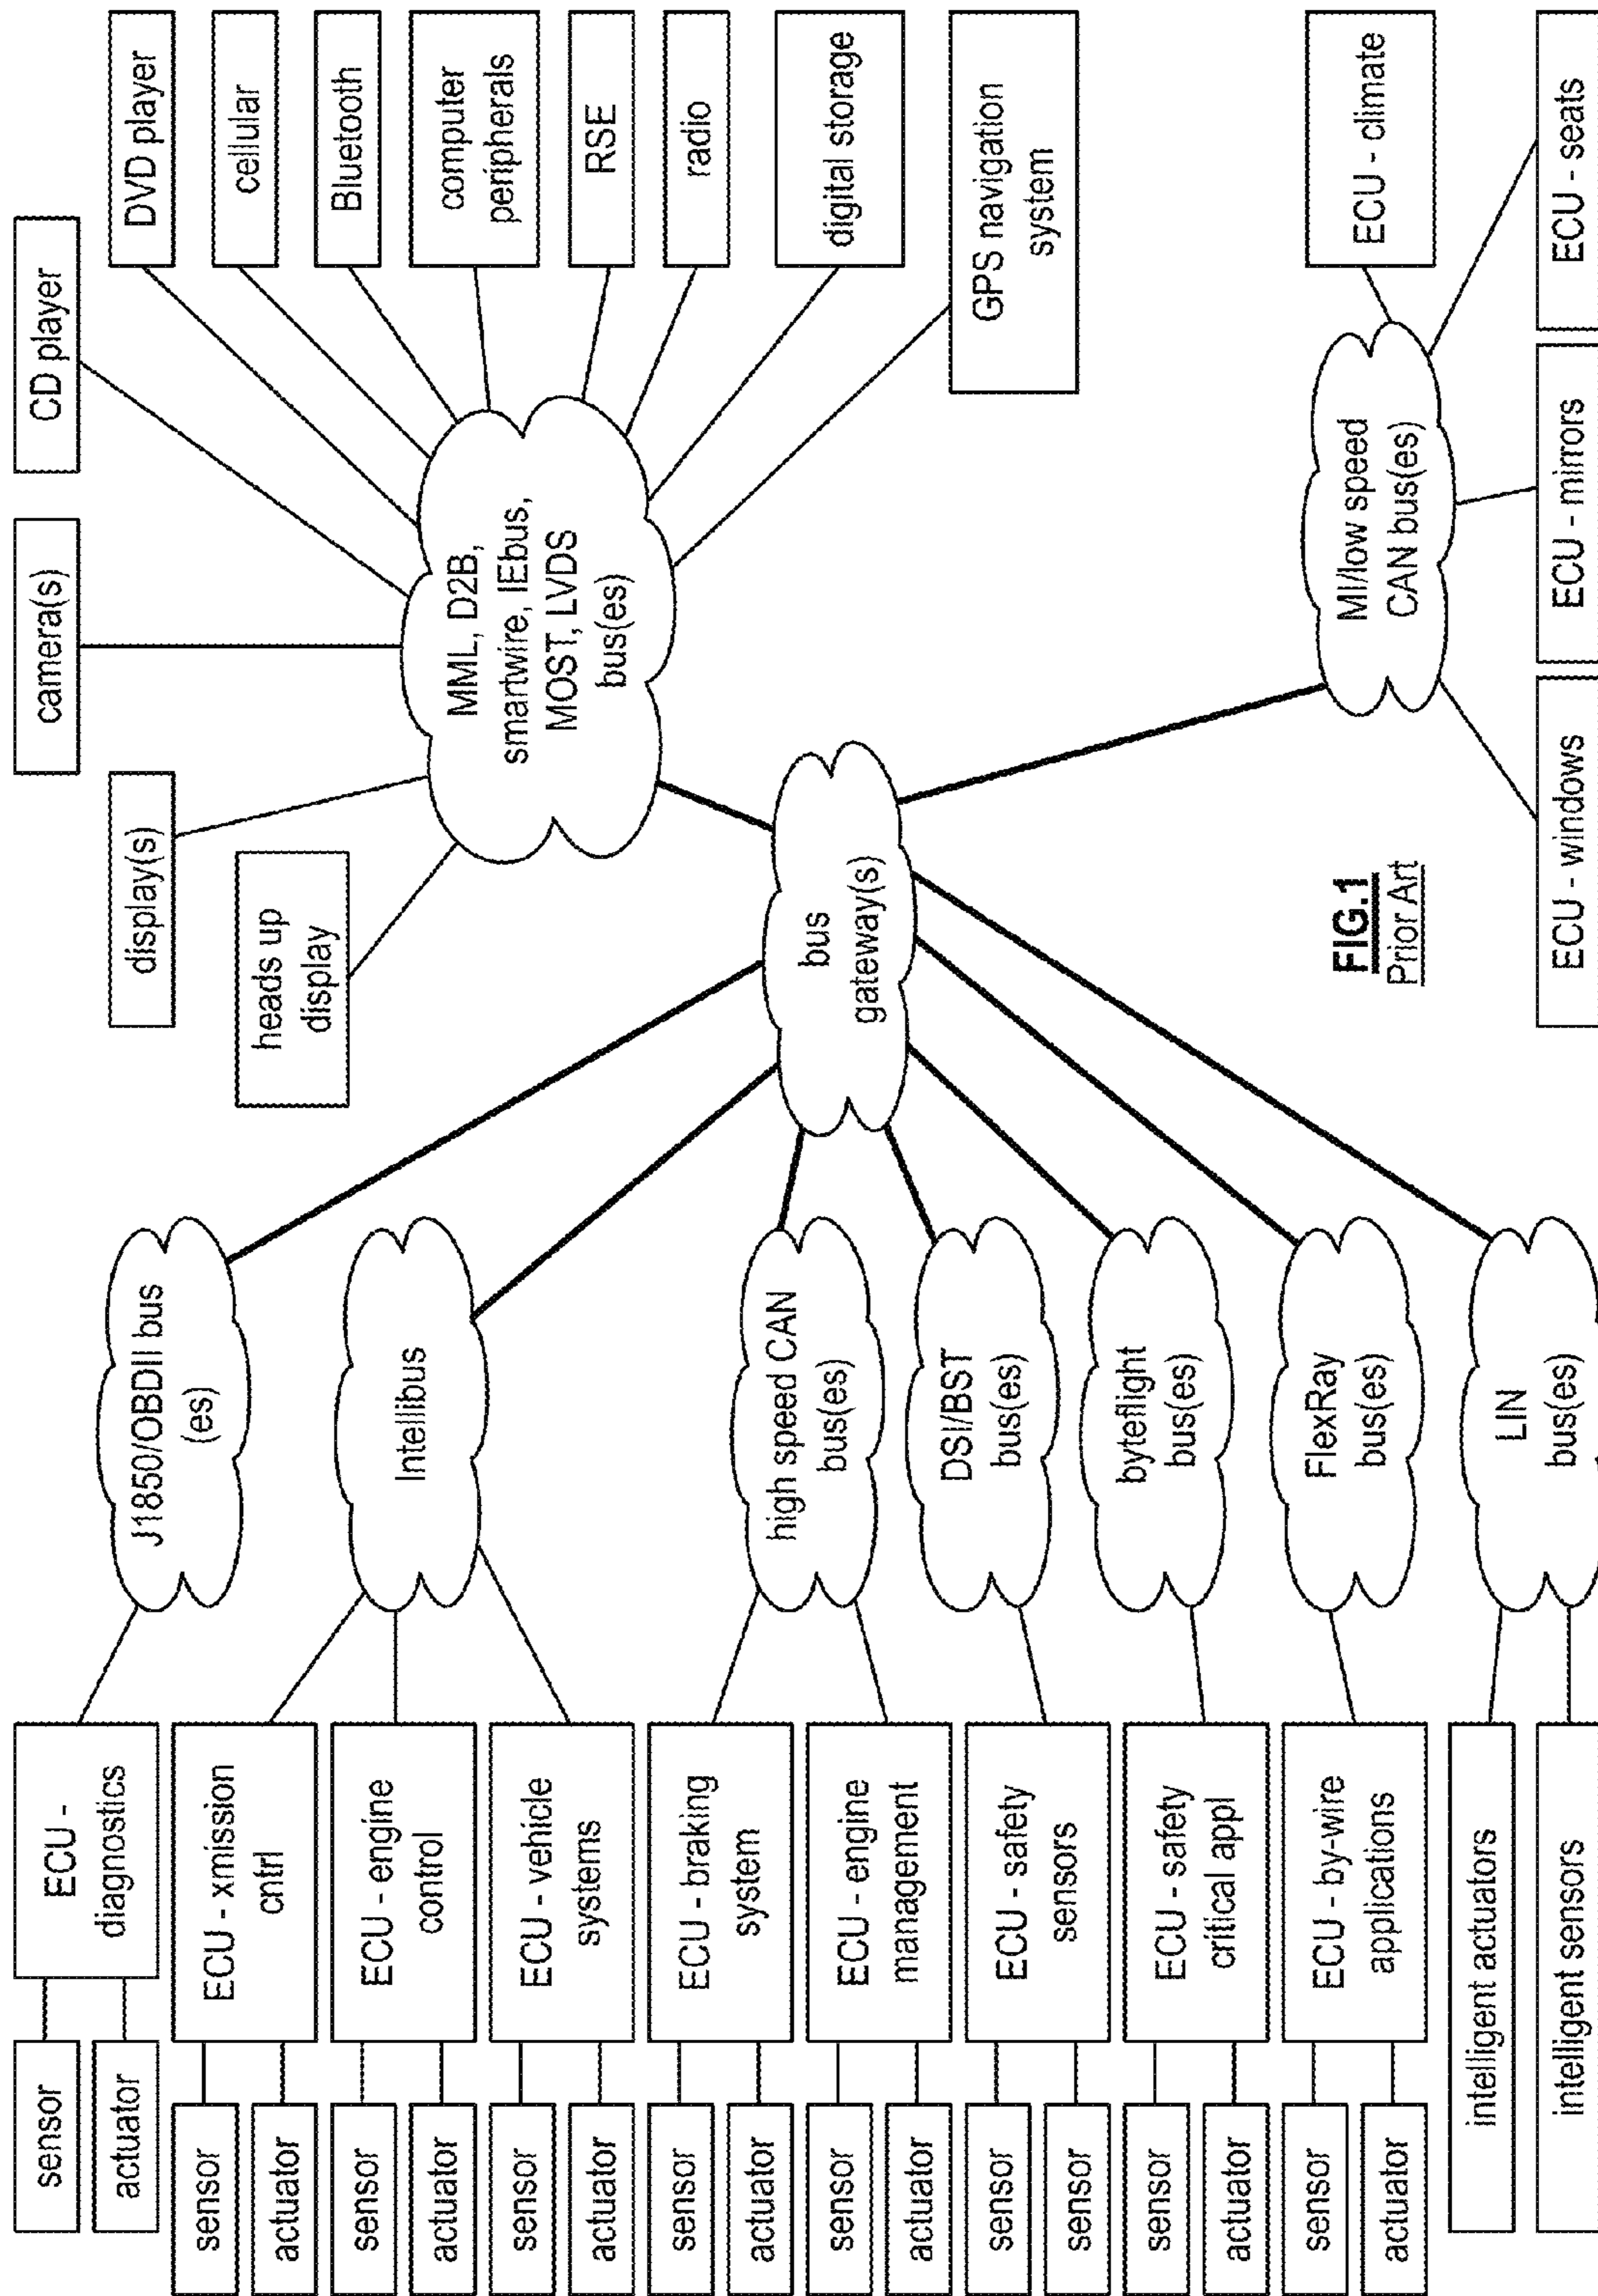 sensor
actuator
ECU -
diagnostics
sensor
actuator
ECU - xmission
cntrl
sensor
actuator
ECU - engine
control
sensor
actuator
ECU - vehicle
systems
sensor
actuator
ECU - braking
system
sensor
actuator
ECU - engine
management
sensor
sensor
ECU - safety
sensors
sensor
actuator
ECU - safety
critical appl
sensor
actuator
ECU - by-wire
applications
intelligent actuators
intelligent sensors
J1850/OBDII bus
(es)
Intellibus
high speed CAN
bus(es)
DSI/BST
bus(es)
byteflight
bus(es)
FlexRay
bus(es)
LIN
bus(es)
bus
gateway(s)
heads up
display
display(s)
camera(s)
CD player
DVD player
cellular
Bluetooth
computer
peripherals
RSE
radio
digital storage
GPS navigation
system
MML, D2B,
smartwire, IEbus,
MOST, LVDS
bus(es)
MI/low speed
CAN bus(es)
ECU - climate
ECU - windows
ECU - mirrors
ECU - seats
FIG.1
Prior Art